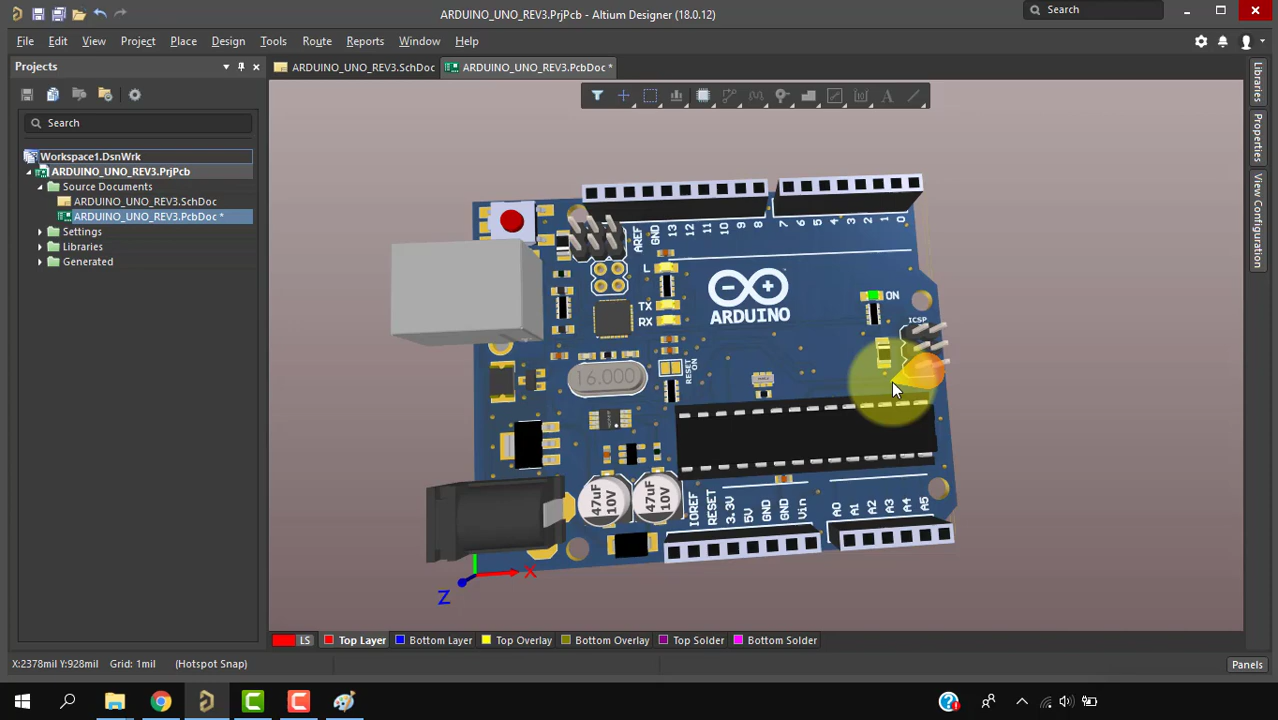 ARDUINO_UNO_REV3.PrjPcb - Altium Designer (18.0.12)
Search
File Edit View Project Place Design Tools Route Reports Window Help
Projects
ARDUINO_UNO_REV3.SchDoc
ARDUINO_UNO_REV3.PcbDoc *
Search
Workspace1.DsnWrk
ARDUINO_UNO_REV3.PrjPcb
Source Documents
ARDUINO_UNO_REV3.SchDoc
ARDUINO_UNO_REV3.PcbDoc *
Settings
Libraries
Generated
Libraries
Properties
View Configuration
AREF
GND
13
12
11
10
9
8
7
6
5
4
3
2
1
0
L
TX
RX
ARDUINO
ON
ICSP
RESET
ON
16.000
47uF
10V
47uF
10V
IOREF
RESET
3.3V
5V
GND
GND
Vin
A0
A1
A2
A3
A4
A5
X
Z
LS Top Layer Bottom Layer Top Overlay Bottom Overlay Top Solder Bottom Solder
X:2378mil Y:928mil Grid: 1mil (Hotspot Snap)
Panels